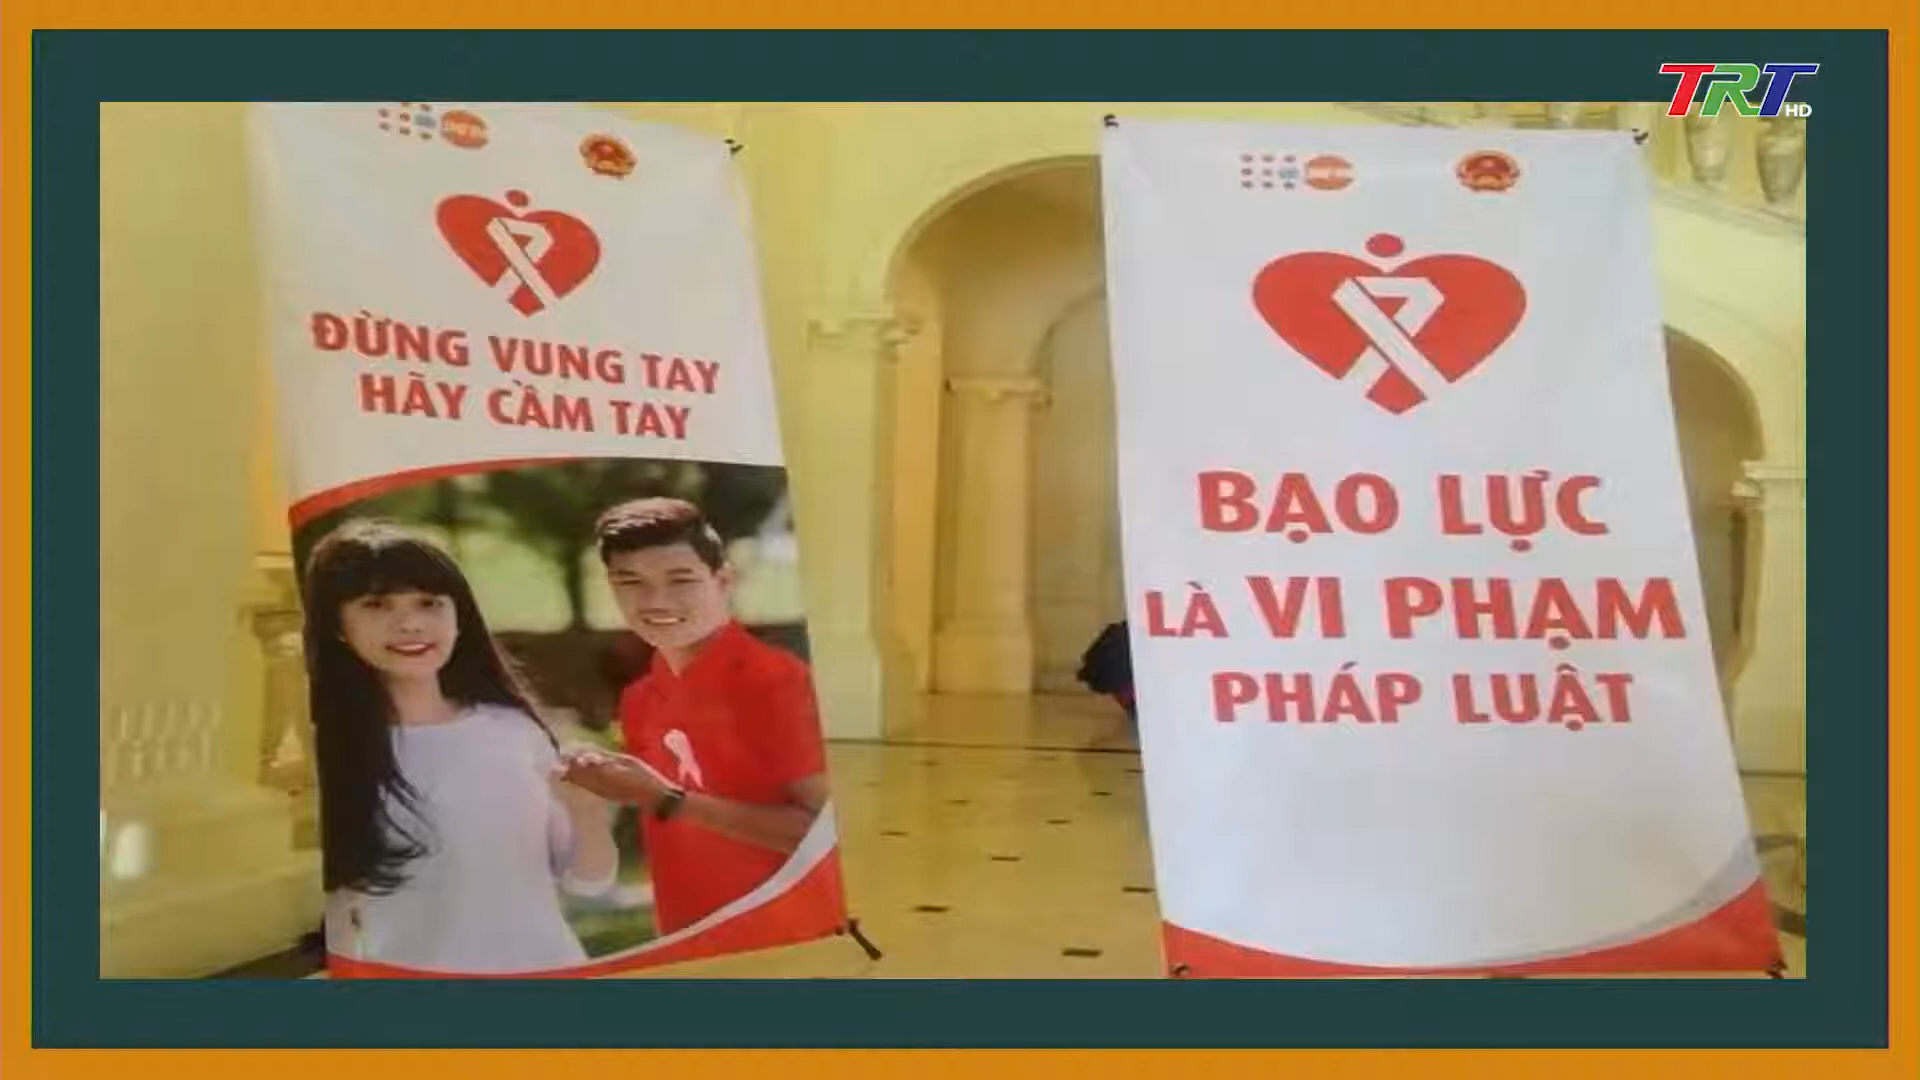 TRT HD
ĐỪNG VUNG TAY
HÃY CẦM TAY
BẠO LỰC
LÀ VI PHẠM
PHÁP LUẬT